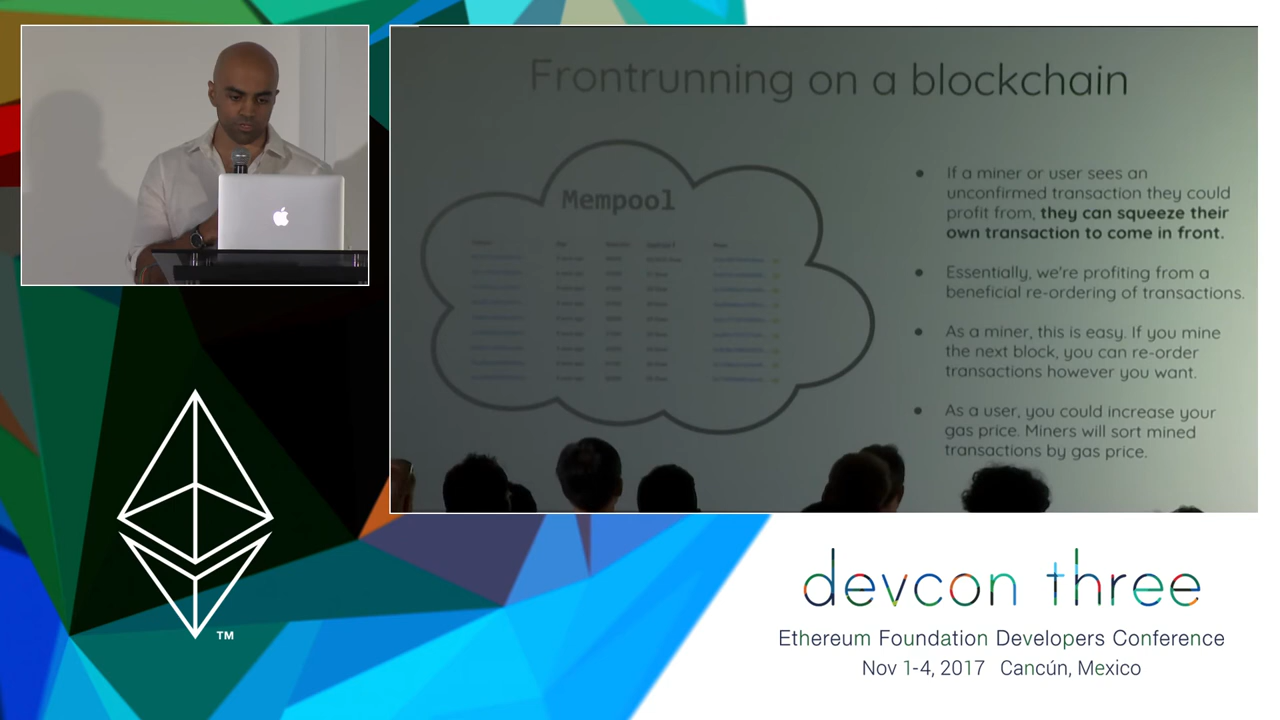 Frontrunning on a blockchain
Mempool
If a miner or user sees an
unconfirmed transaction they could
profit from, they can squeeze their
own transaction to come in front.
Essentially, we're profiting from a
beneficial re-ordering of transactions.
As a miner, this is easy. If you mine
the next block, you can re-order
transactions however you want.
As a user, you could increase your
gas price. Miners will sort mined
transactions by gas price.
TM
devcon three
Ethereum Foundation Developers Conference
Nov 1-4, 2017 Cancún, Mexico